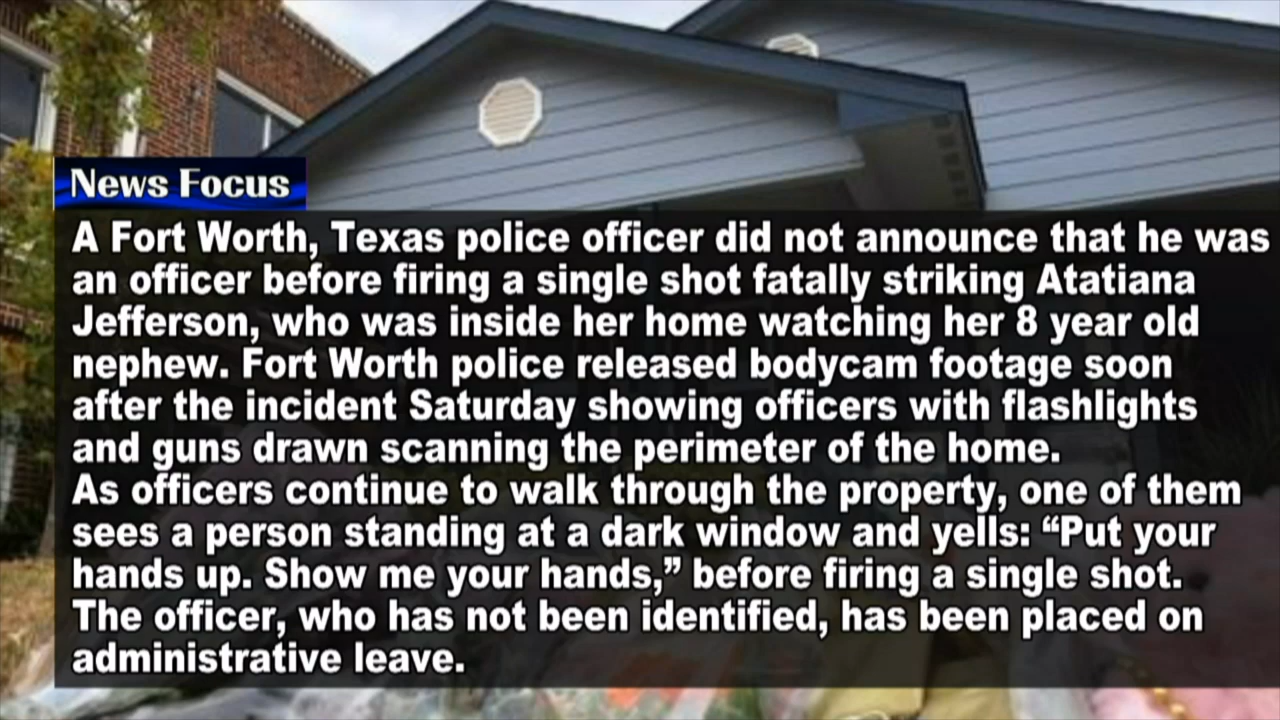 News Focus
A Fort Worth, Texas police officer did not announce that he was
an officer before firing a single shot fatally striking Atatiana
Jefferson, who was inside her home watching her 8 year old
nephew. Fort Worth police released bodycam footage soon
after the incident Saturday showing officers with flashlights
and guns drawn scanning the perimeter of the home.
As officers continue to walk through the property, one of them
sees a person standing at a dark window and yells: “Put your
hands up. Show me your hands,” before firing a single shot.
The officer, who has not been identified, has been placed on
administrative leave.